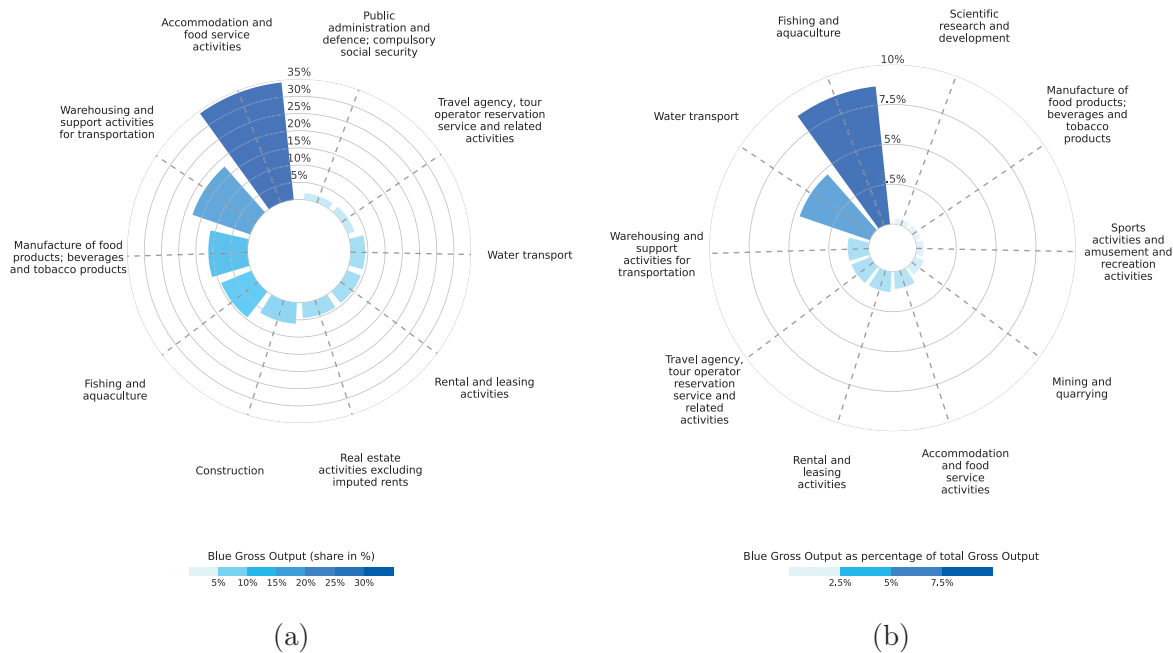 Accommodation and
food service
activities
Public
administration and
defence; compulsory
social security
Travel agency, tour
operator reservation
service and related
activities
Water transport
Rental and leasing
activities
Real estate
activities excluding
imputed rents
Construction
Fishing and
aquaculture
Manufacture of food
products; beverages
and tobacco products
Warehousing and
support activities
for transportation
35%
30%
25%
20%
15%
10%
5%
Blue Gross Output (share in %)
5% 10% 15% 20% 25% 30%
(a)
Fishing and
aquaculture
Scientific
research and
development
Manufacture of
food products;
beverages and
tobacco
products
Sports
activities and
amusement and
recreation
activities
Mining and
quarrying
Accommodation
and food
service
activities
Rental and
leasing
activities
Travel agency,
tour operator
reservation
service and
related
activities
Warehousing and
support
activities for
transportation
Water transport
10%
7.5%
5%
.5%
Blue Gross Output as percentage of total Gross Output
2.5% 5% 7.5%
(b)